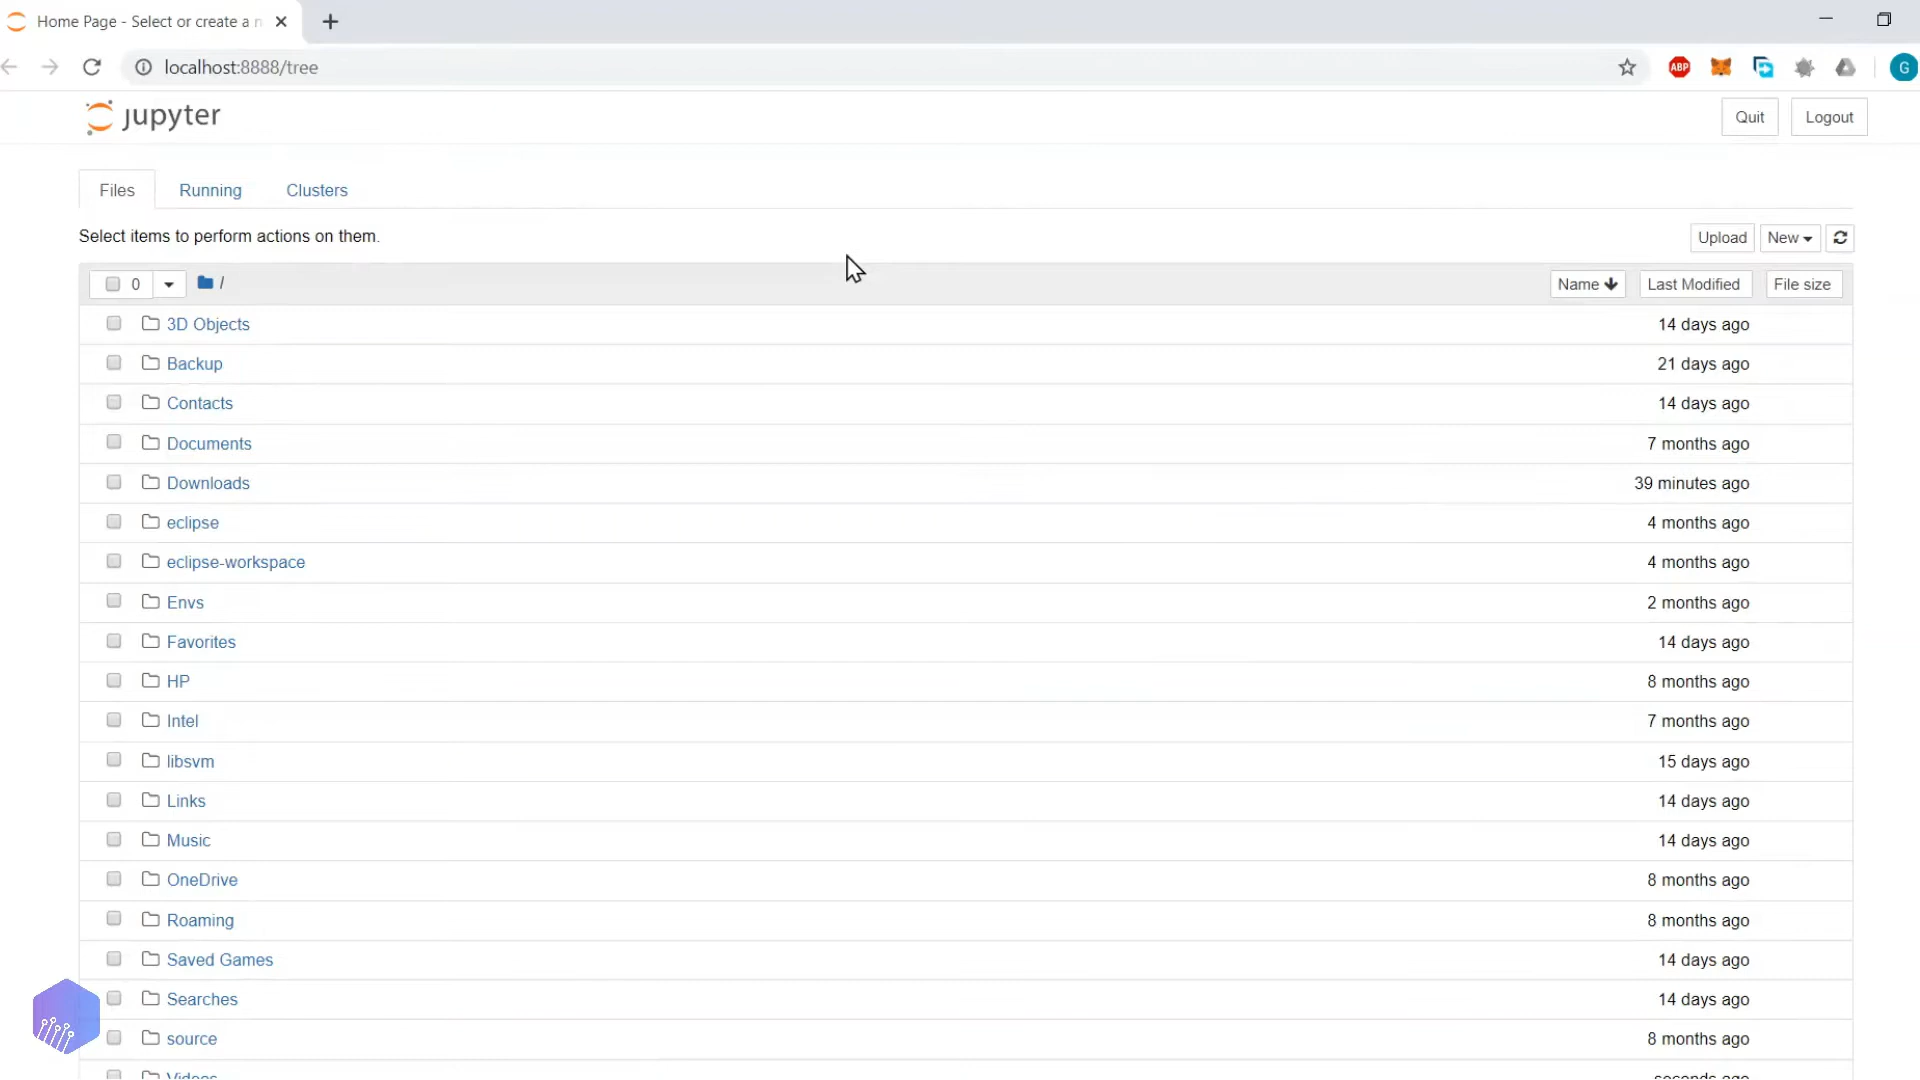 Home Page - Select or create a n
localhost:8888/tree
ABP
G
jupyter
Quit
Logout
Files
Running
Clusters
Select items to perform actions on them.
Upload
New
0
/
Name
Last Modified
File size
3D Objects 14 days ago
Backup 21 days ago
Contacts 14 days ago
Documents 7 months ago
Downloads 39 minutes ago
eclipse 4 months ago
eclipse-workspace 4 months ago
Envs 2 months ago
Favorites 14 days ago
HP 8 months ago
Intel 7 months ago
libsvm 15 days ago
Links 14 days ago
Music 14 days ago
OneDrive 8 months ago
Roaming 8 months ago
Saved Games 14 days ago
Searches 14 days ago
source 8 months ago
Videos seconds ago